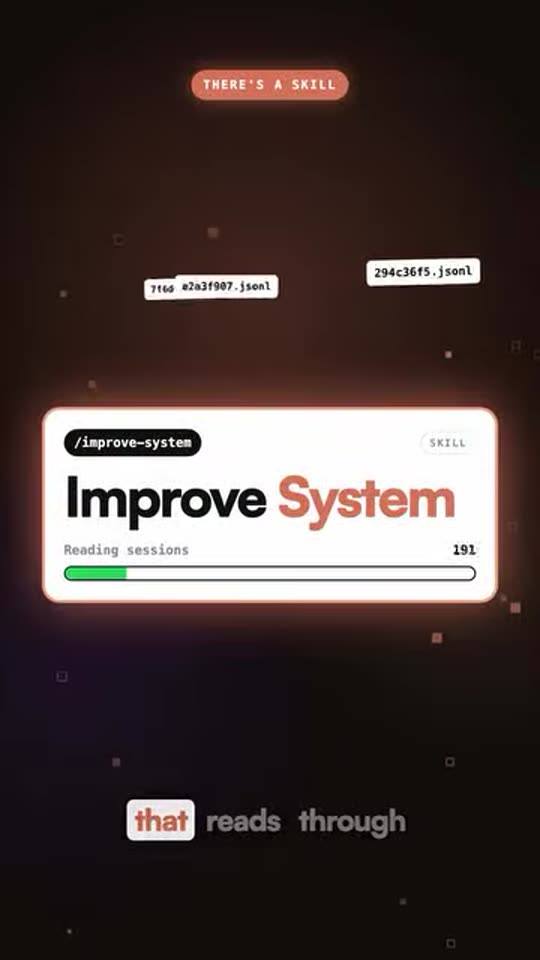 THERE'S A SKILL
294c36f5.jsonl
e2a3f907.jsonl
/improve-system
SKILL
Improve System
Reading sessions 191
that reads through